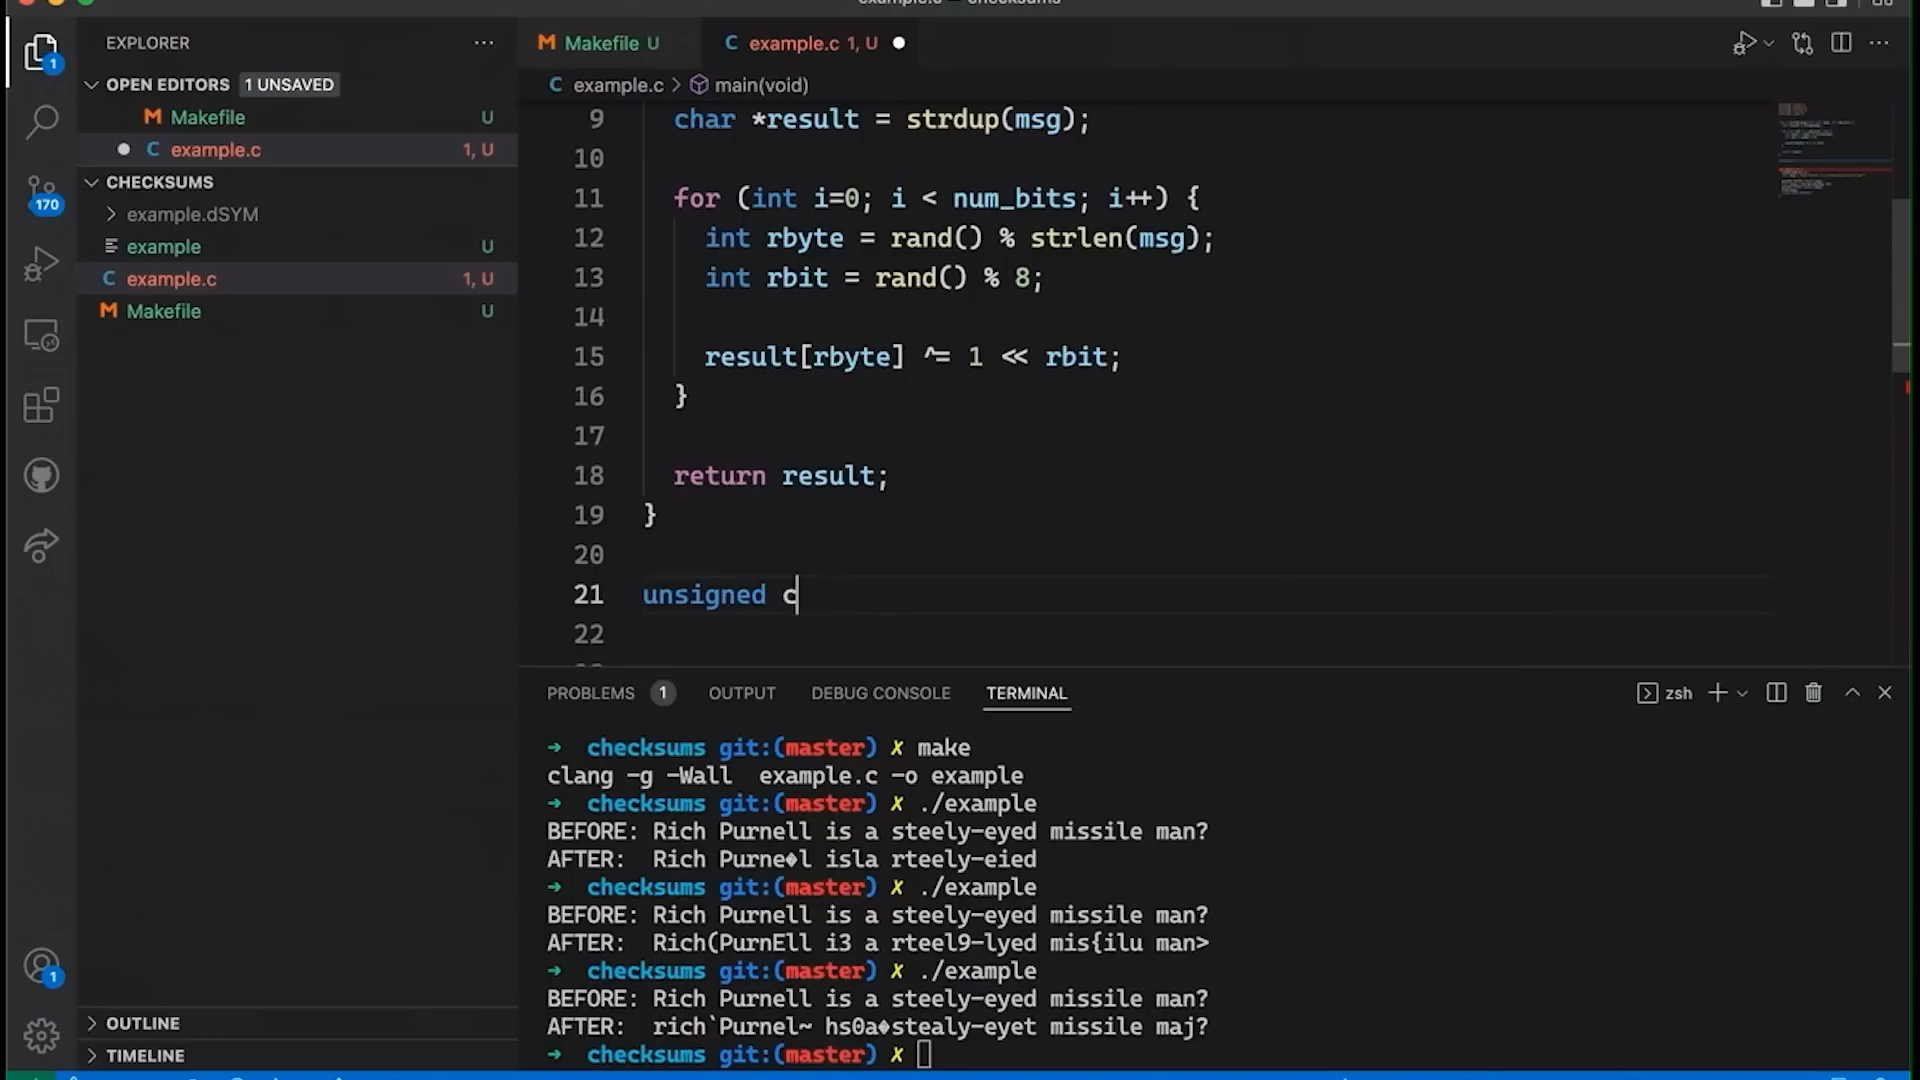 example.c — checksums
EXPLORER
OPEN EDITORS 1 UNSAVED
M Makefile U
C example.c 1, U
CHECKSUMS
example.dSYM
example U
C example.c 1, U
M Makefile U
OUTLINE
TIMELINE
1
170
1
M Makefile U
C example.c 1, U
C example.c > main(void)
9 char *result = strdup(msg);
10
11 for (int i=0; i < num_bits; i++) {
12 int rbyte = rand() % strlen(msg);
13 int rbit = rand() % 8;
14
15 result[rbyte] ^= 1 << rbit;
16 }
17
18 return result;
19 }
20
21 unsigned c
22
PROBLEMS 1 OUTPUT DEBUG CONSOLE TERMINAL
zsh
→ checksums git:(master) ✗ make
clang -g -Wall example.c -o example
→ checksums git:(master) ✗ ./example
BEFORE: Rich Purnell is a steely-eyed missile man?
AFTER: Rich Purne�l isla rteely-eied
→ checksums git:(master) ✗ ./example
BEFORE: Rich Purnell is a steely-eyed missile man?
AFTER: Rich(PurnEll i3 a rteel9-lyed mis{ilu man>
→ checksums git:(master) ✗ ./example
BEFORE: Rich Purnell is a steely-eyed missile man?
AFTER: rich`Purnel~ hs0a�stealy-eyet missile maj?
→ checksums git:(master) ✗